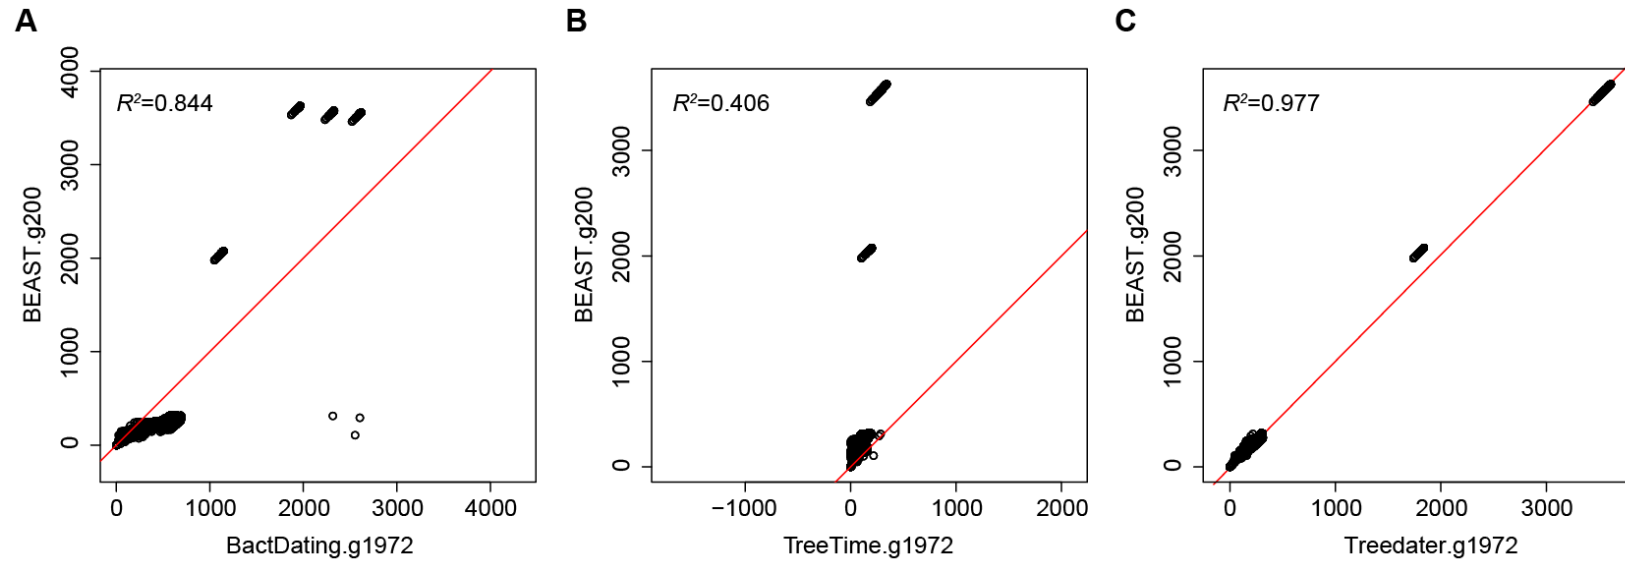 A
R²=0.844
BEAST.g200
4000
3000
2000
1000
0
0 1000 2000 3000 4000
BactDating.g1972
B
R²=0.406
BEAST.g200
3000
2000
1000
0
−1000 0 1000 2000
TreeTime.g1972
C
R²=0.977
BEAST.g200
3000
2000
1000
0
0 1000 2000 3000
Treedater.g1972